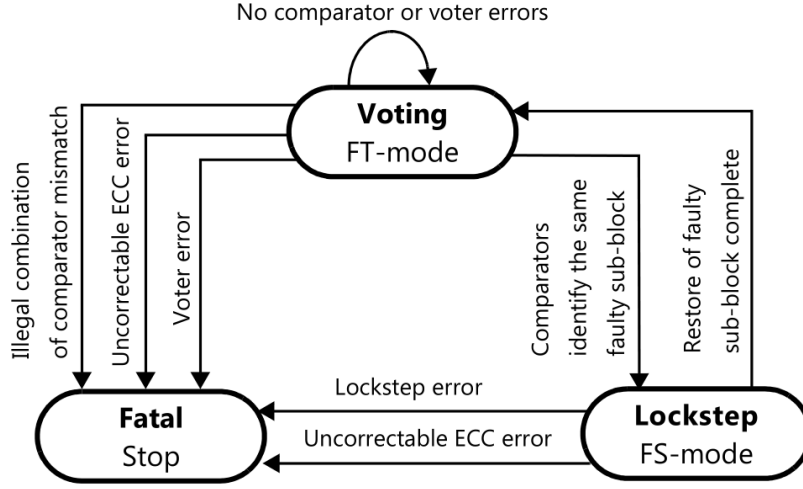 No comparator or voter errors
Voting
FT-mode
Illegal combination
of comparator mismatch
Uncorrectable ECC error
Voter error
Comparators
identify the same
faulty sub-block
Restore of faulty
sub-block complete
Fatal
Stop
Lockstep error
Uncorrectable ECC error
Lockstep
FS-mode